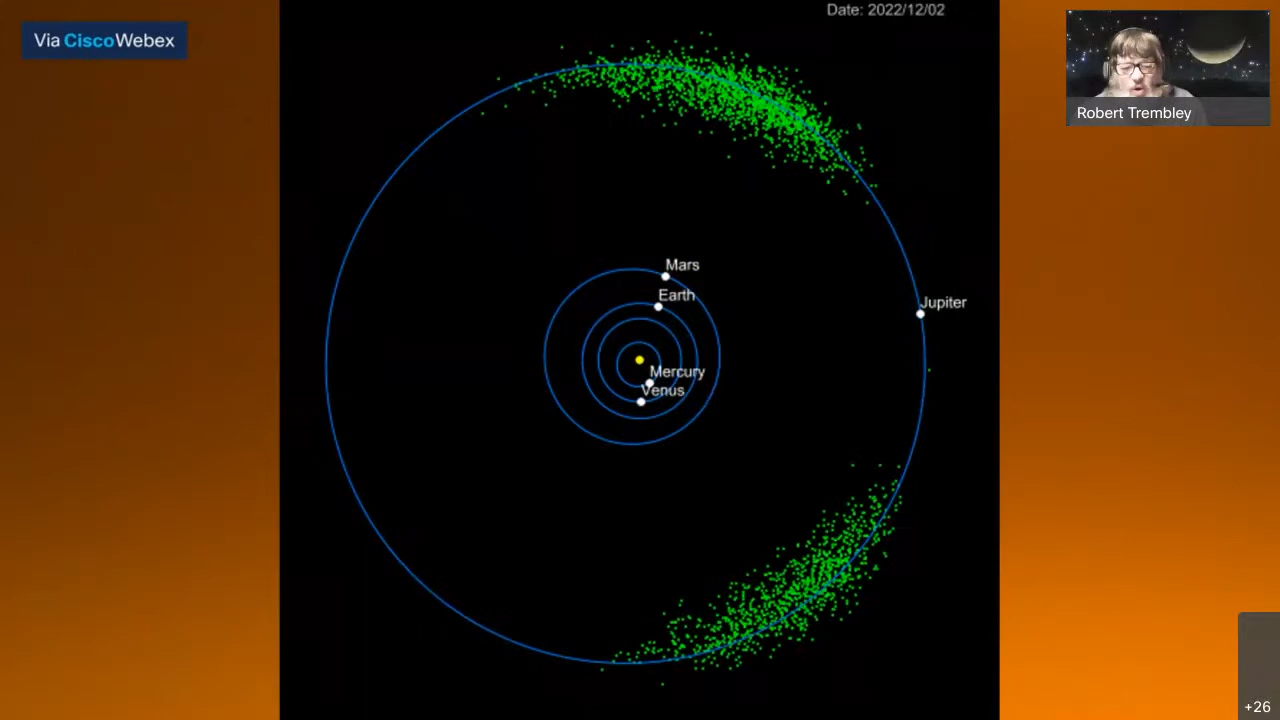 Via CiscoWebex
Date: 2022/12/02
Robert Trembley
Mars
Earth
Jupiter
Mercury
Venus
+26